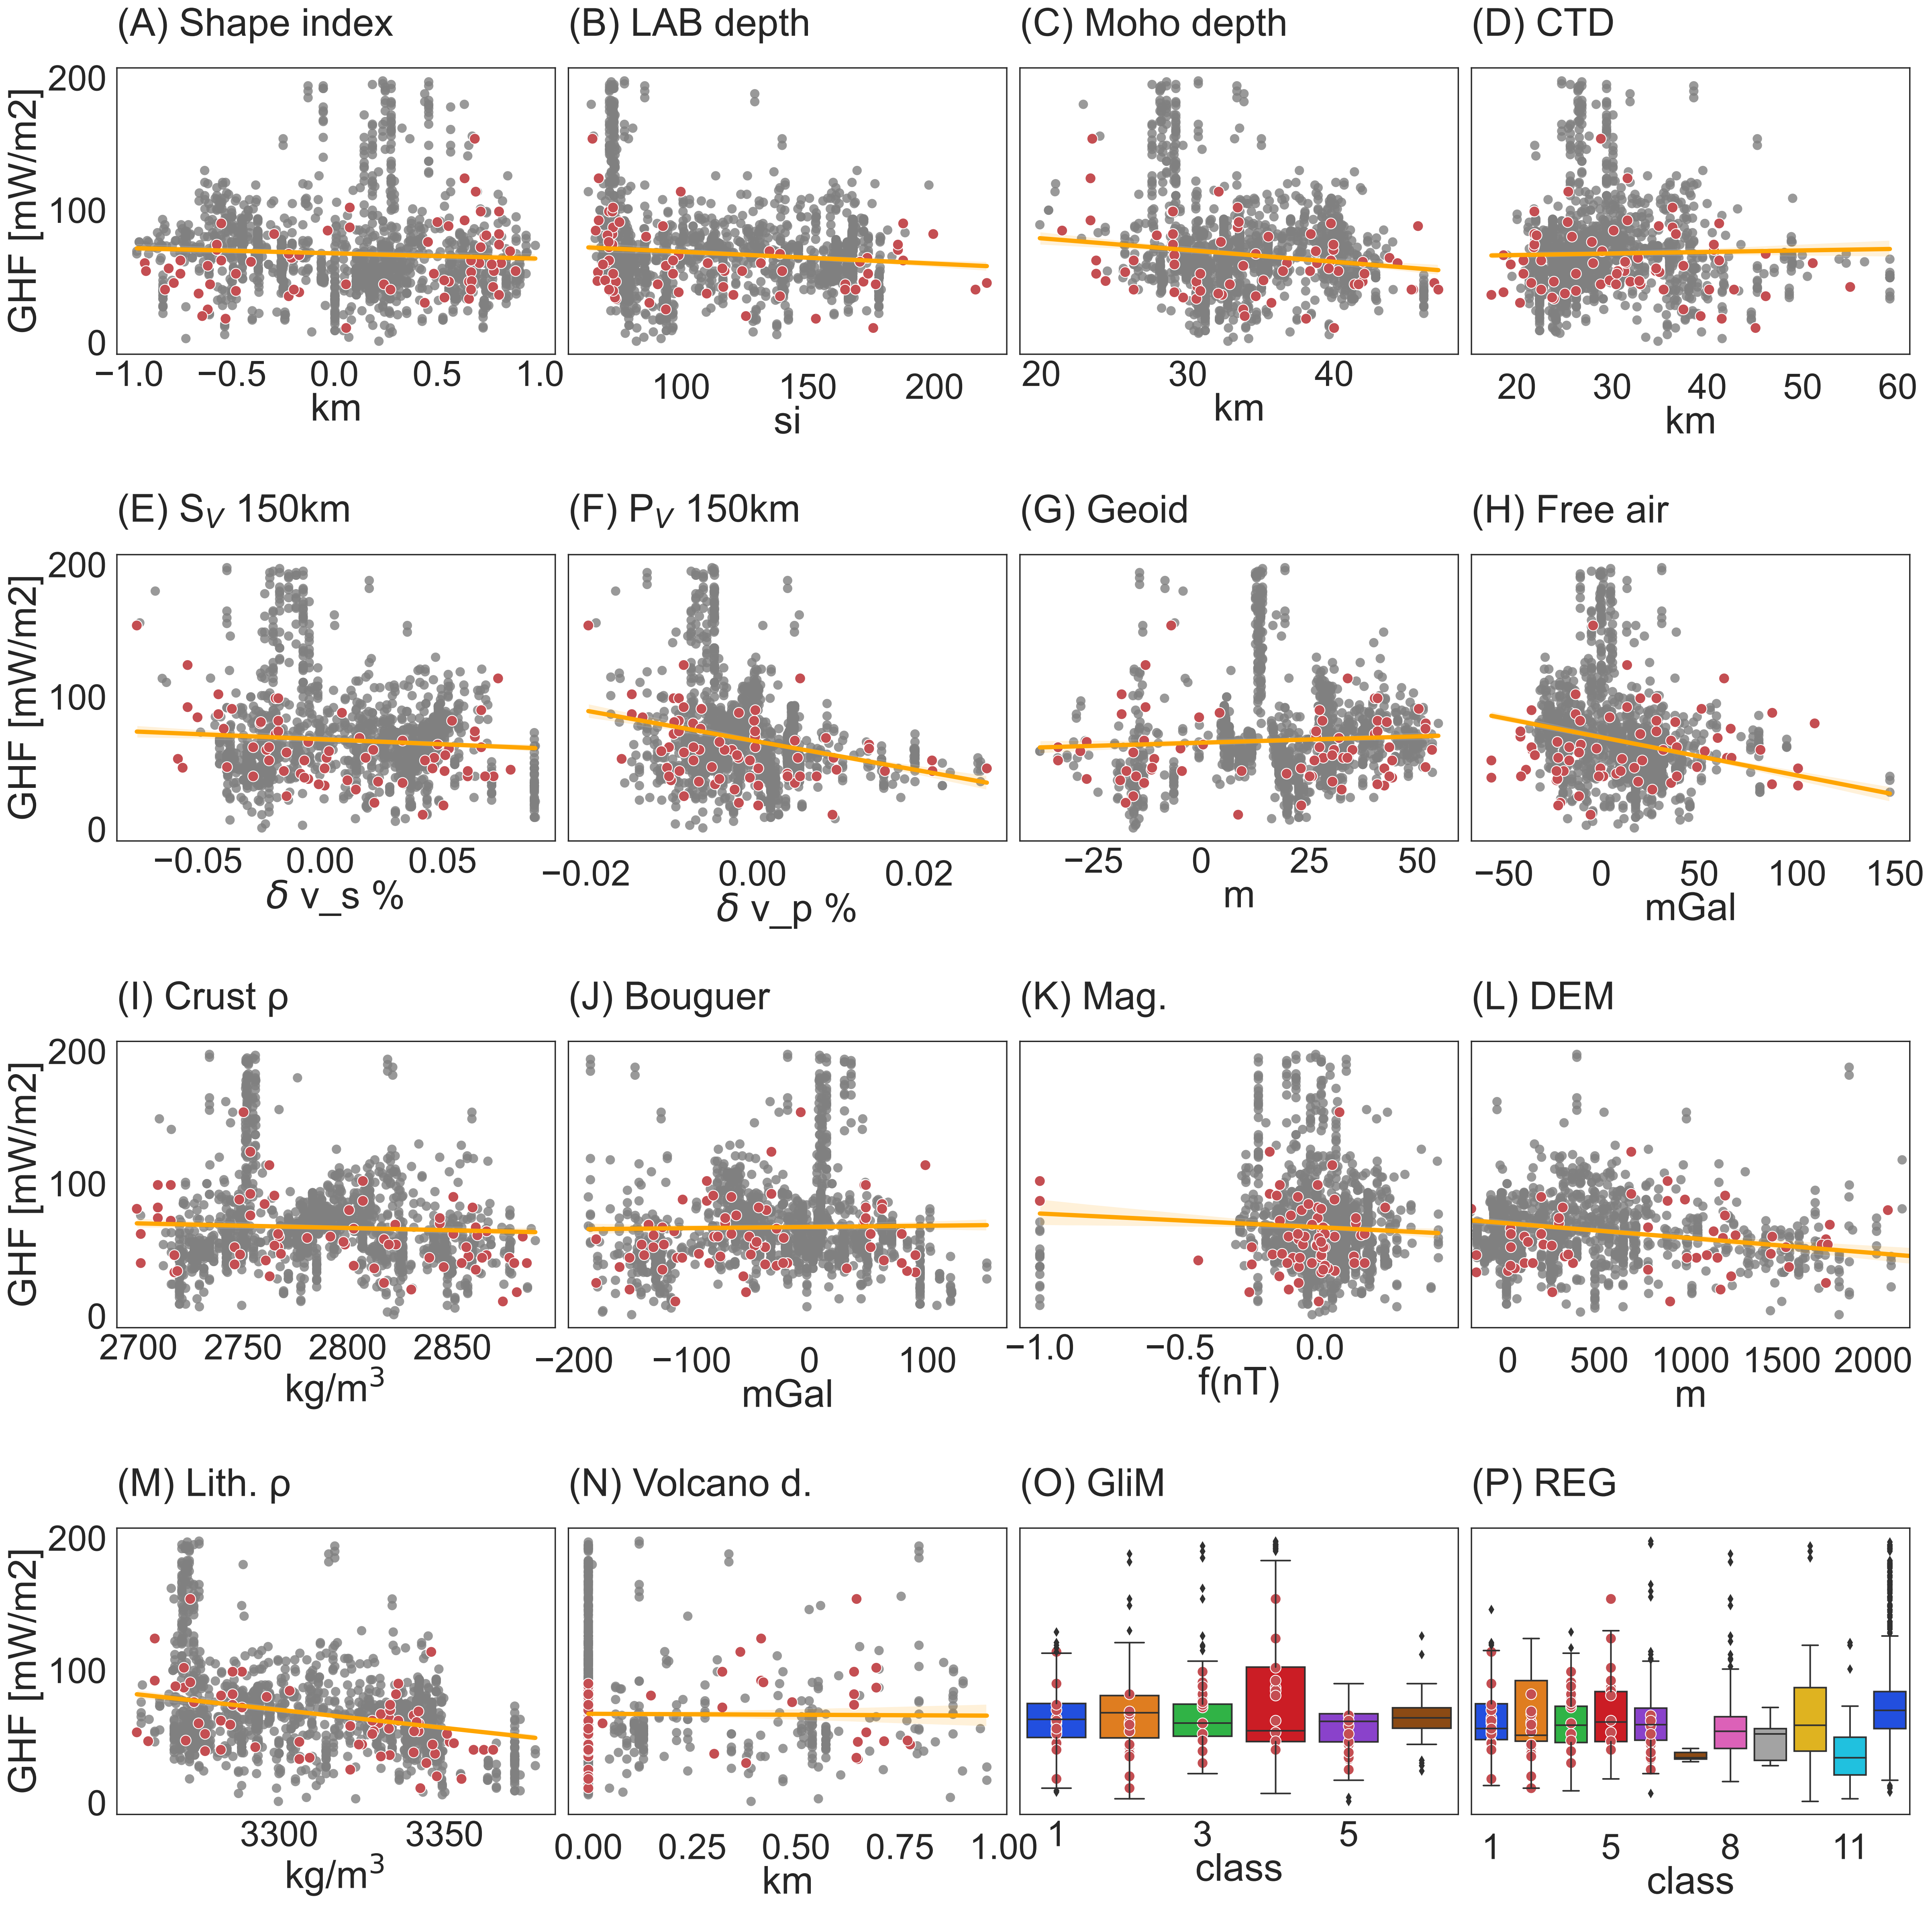 (A) Shape index (B) LAB depth (C) Moho depth (D) CTD
GHF [mW/m2]
200
100
0
−1.0 −0.5 0.0 0.5 1.0
km
100 150 200
si
20 30 40
km
20 30 40 50 60
km
(E) S_V 150km (F) P_V 150km (G) Geoid (H) Free air
GHF [mW/m2]
200
100
0
−0.05 0.00 0.05
δ v_s %
−0.02 0.00 0.02
δ v_p %
−25 0 25 50
m
−50 0 50 100 150
mGal
(I) Crust ρ (J) Bouguer (K) Mag. (L) DEM
GHF [mW/m2]
200
100
0
2700 2750 2800 2850
kg/m³
−200 −100 0 100
mGal
−1.0 −0.5 0.0
f(nT)
0 500 1000 1500 2000
m
(M) Lith. ρ (N) Volcano d. (O) GliM (P) REG
GHF [mW/m2]
200
100
0
3300 3350
kg/m³
0.00 0.25 0.50 0.75 1.00
km
1 3 5
class
1 5 8 11
class